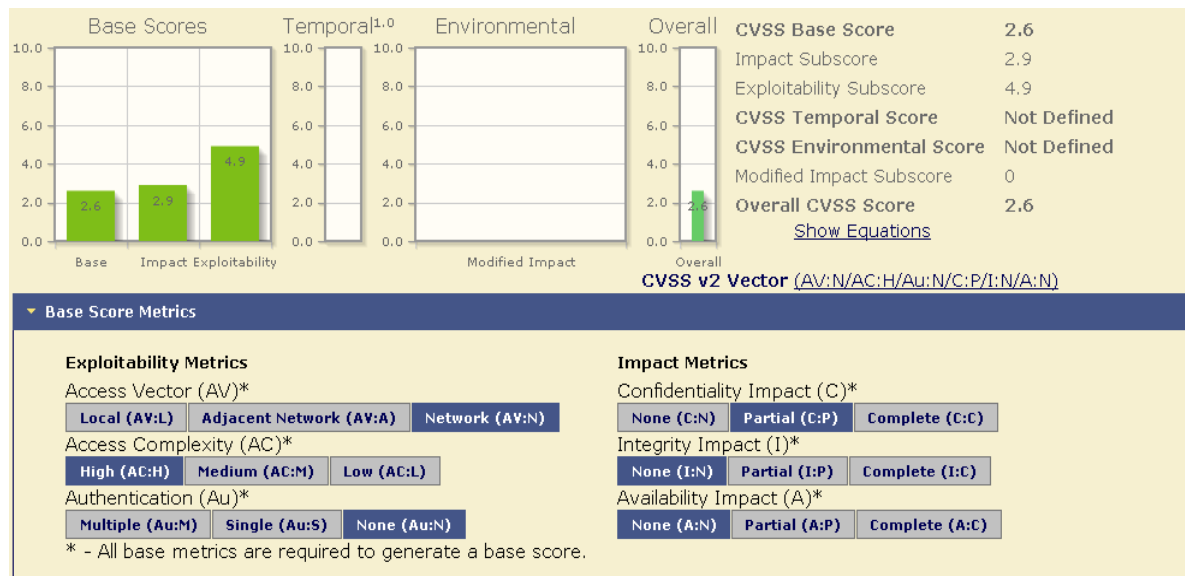 Base Scores
10.0
8.0
6.0
4.0
2.0
0.0
2.6
2.9
4.9
Base Impact Exploitability
Temporal1.0
10.0
8.0
6.0
4.0
2.0
0.0
Environmental
10.0
8.0
6.0
4.0
2.0
0.0
Modified Impact
Overall
10.0
8.0
6.0
4.0
2.0
0.0
2.6
Overall
CVSS Base Score 2.6
Impact Subscore 2.9
Exploitability Subscore 4.9
CVSS Temporal Score Not Defined
CVSS Environmental Score Not Defined
Modified Impact Subscore 0
Overall CVSS Score 2.6
Show Equations
CVSS v2 Vector (AV:N/AC:H/Au:N/C:P/I:N/A:N)
Base Score Metrics
Exploitability Metrics
Access Vector (AV)*
Local (AV:L) Adjacent Network (AV:A) Network (AV:N)
Access Complexity (AC)*
High (AC:H) Medium (AC:M) Low (AC:L)
Authentication (Au)*
Multiple (Au:M) Single (Au:S) None (Au:N)
* - All base metrics are required to generate a base score.
Impact Metrics
Confidentiality Impact (C)*
None (C:N) Partial (C:P) Complete (C:C)
Integrity Impact (I)*
None (I:N) Partial (I:P) Complete (I:C)
Availability Impact (A)*
None (A:N) Partial (A:P) Complete (A:C)